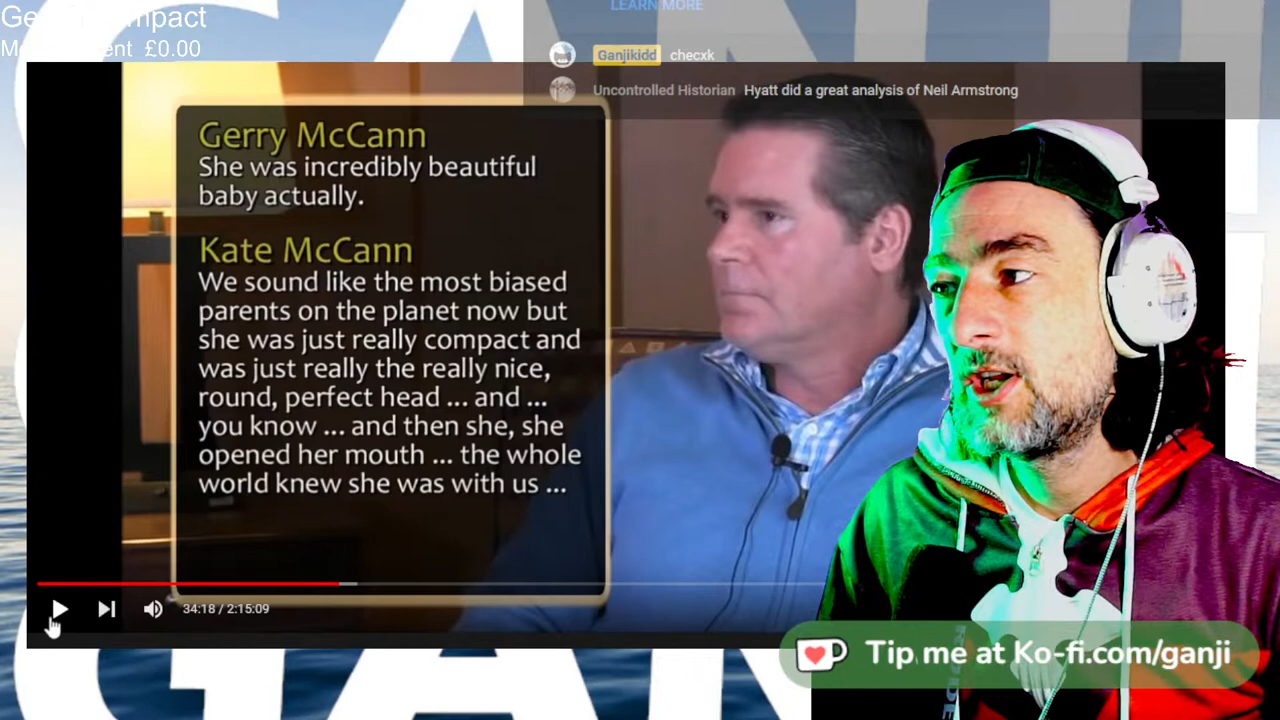 LEARN MORE
£0.00
Ganjikidd checxk
Uncontrolled Historian Hyatt did a great analysis of Neil Armstrong
Gerry McCann
She was incredibly beautiful
baby actually.
Kate McCann
We sound like the most biased
parents on the planet now but
she was just really compact and
was just really the really nice,
round, perfect head ... and ...
you know ... and then she, she
opened her mouth ... the whole
world knew she was with us ...
34:18 / 2:15:09
Tip me at Ko-fi.com/ganji